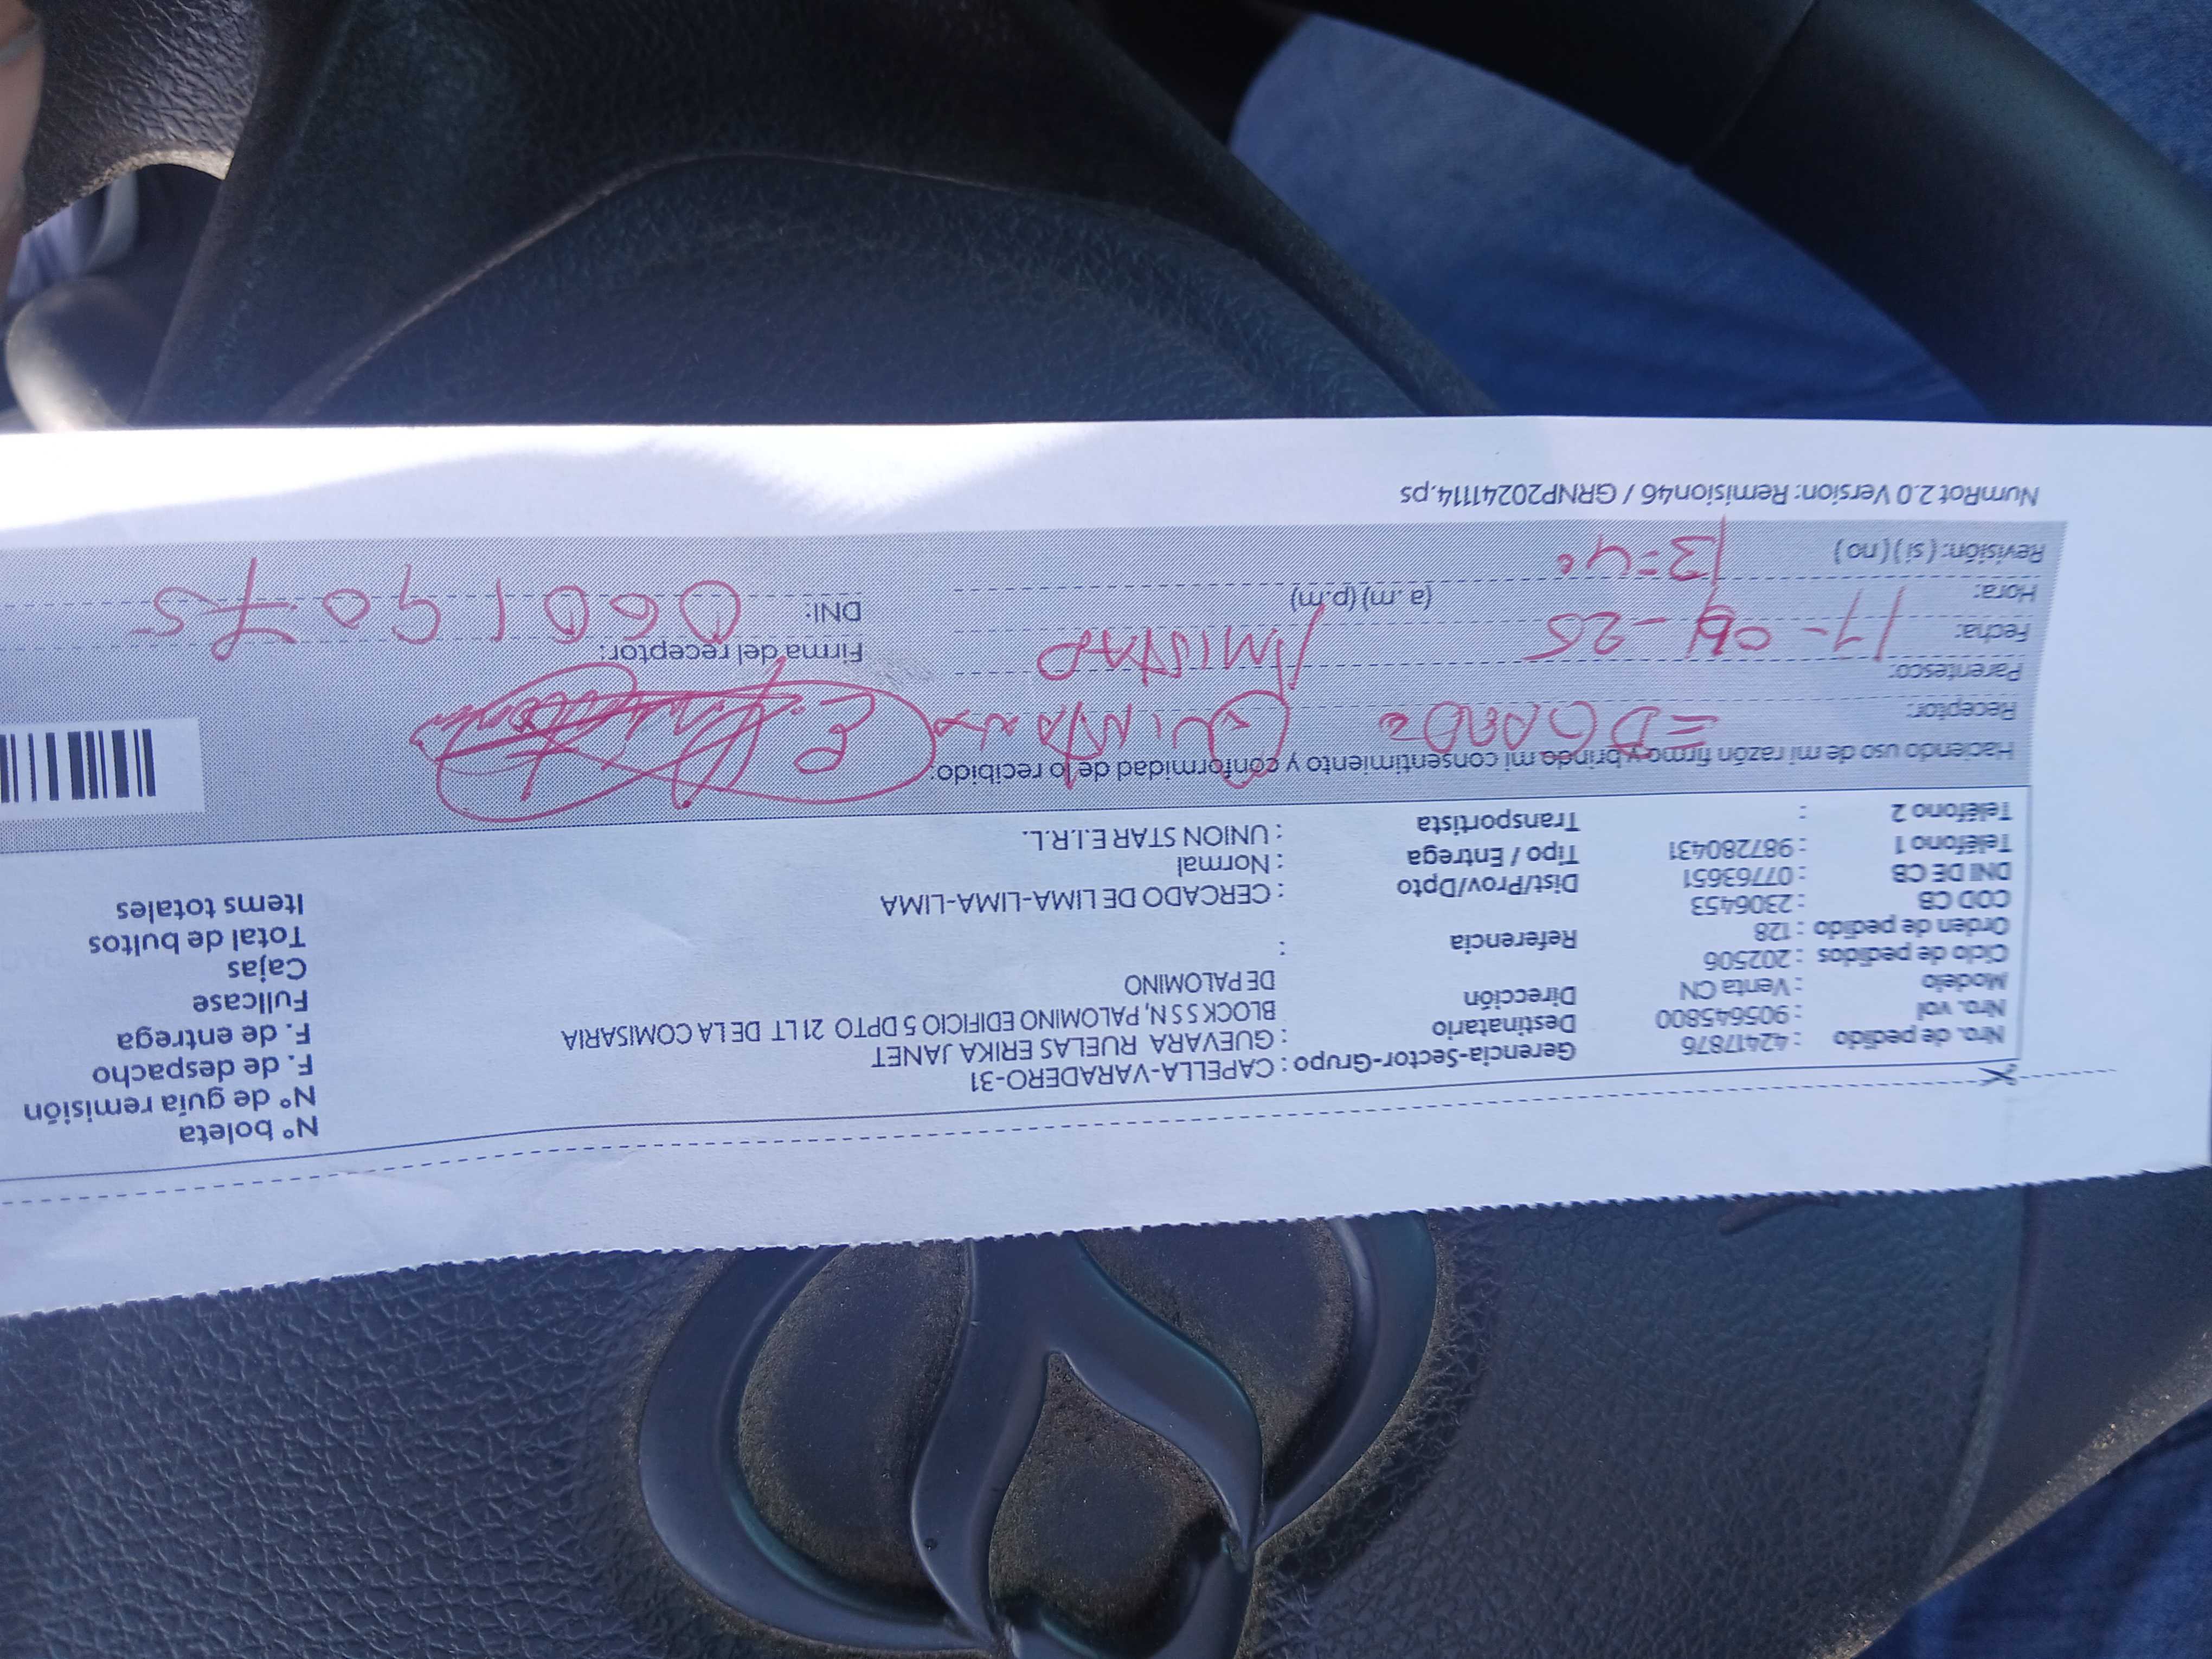 Nro. de pedido : 42417876 Gerencia-Sector-Grupo : CAPELLA-VARADERO-31 N° boleta
Nro. vol : 905645800 Destinatario : GUEVARA RUELAS ERIKA JANET N° de guía remisión
Modelo : Venta CN Dirección BLOCK S S N, PALOMINO EDIFICIO 5 DPTO 21 LT DE LA COMISARIA F. de despacho
Ciclo de pedidos : 202506 DE PALOMINO F. de entrega
Orden de pedido : 128 Referencia : Fullcase
COD CB : 2306453 Dist/Prov/Dpto : CERCADO DE LIMA-LIMA-LIMA Cajas
DNI DE CB : 07763651 Tipo / Entrega : Normal Total de bultos
Teléfono 1 : 987280431 Transportista : UNION STAR E.I.R.L. Items totales
Teléfono 2 :
Haciendo uso de mi razón firmo y brindo mi consentimiento y conformidad de lo recibido:
Receptor: EDGARDO
Parentesco: AMISTAD Firma del receptor:
Fecha: 17-04-25 DNI:
Hora: 13=40 (a.m) (p.m)
Revisión: (si) (no)
NumRot 2.0 Version: Remision46 / GRNP20241114.ps